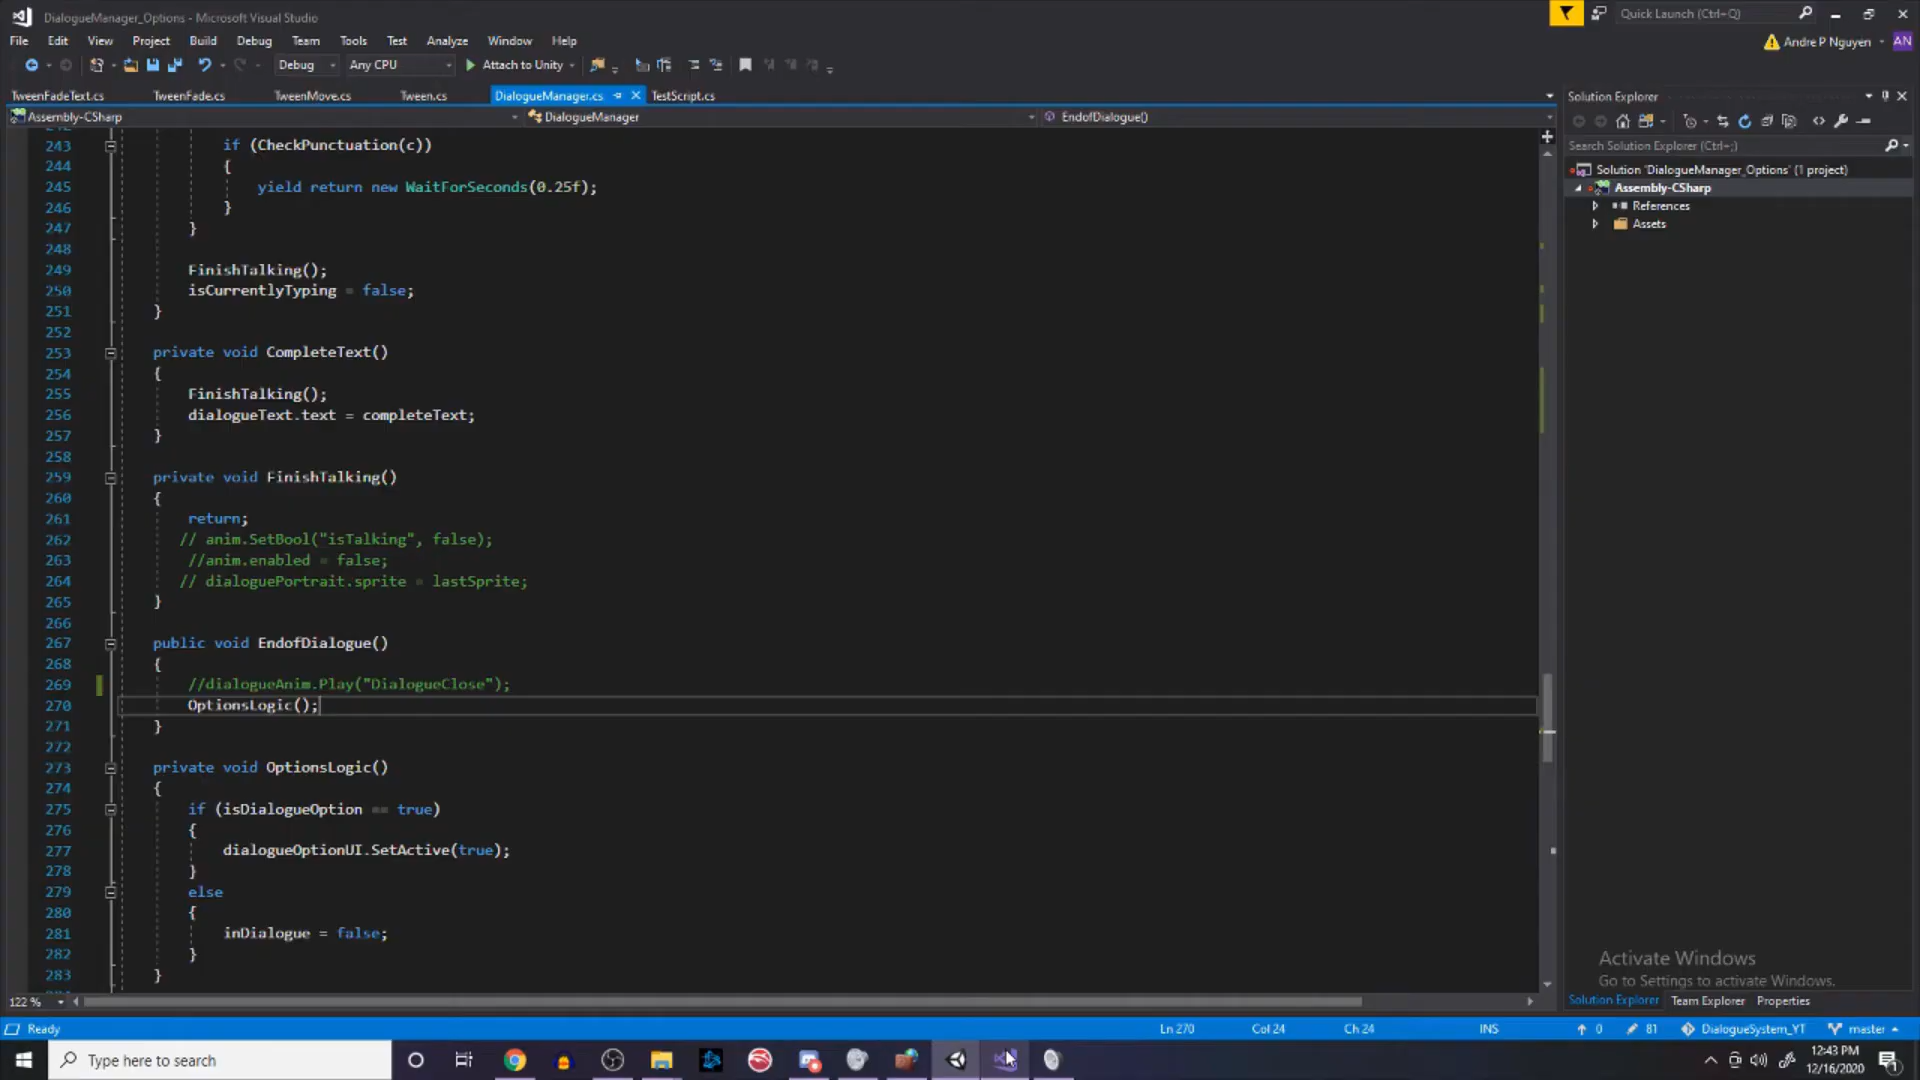 DialogueManager_Options - Microsoft Visual Studio
Quick Launch (Ctrl+Q)
File Edit View Project Build Debug Team Tools Test Analyze Window Help
Andre P Nguyen AN
Debug Any CPU Attach to Unity
TweenFadeText.cs TweenFade.cs TweenMove.cs Tween.cs DialogueManager.cs TestScript.cs
Solution Explorer
Assembly-CSharp DialogueManager EndofDialogue()
Search Solution Explorer (Ctrl+;)
Solution 'DialogueManager_Options' (1 project)
Assembly-CSharp
References
Assets
242
243 if (CheckPunctuation(c))
244 {
245 yield return new WaitForSeconds(0.25f);
246 }
247 }
248
249 FinishTalking();
250 isCurrentlyTyping = false;
251 }
252
253 private void CompleteText()
254 {
255 FinishTalking();
256 dialogueText.text = completeText;
257 }
258
259 private void FinishTalking()
260 {
261 return;
262 // anim.SetBool("isTalking", false);
263 //anim.enabled = false;
264 // dialoguePortrait.sprite = lastSprite;
265 }
266
267 public void EndofDialogue()
268 {
269 //dialogueAnim.Play("DialogueClose");
270 OptionsLogic();
271 }
272
273 private void OptionsLogic()
274 {
275 if (isDialogueOption == true)
276 {
277 dialogueOptionUI.SetActive(true);
278 }
279 else
280 {
281 inDialogue = false;
282 }
283 }
Activate Windows
Go to Settings to activate Windows.
122 %
Solution Explorer Team Explorer Properties
Ready Ln 270 Col 24 Ch 24 INS 0 81 DialogueSystem_YT master
Type here to search
12:43 PM
12/16/2020
1